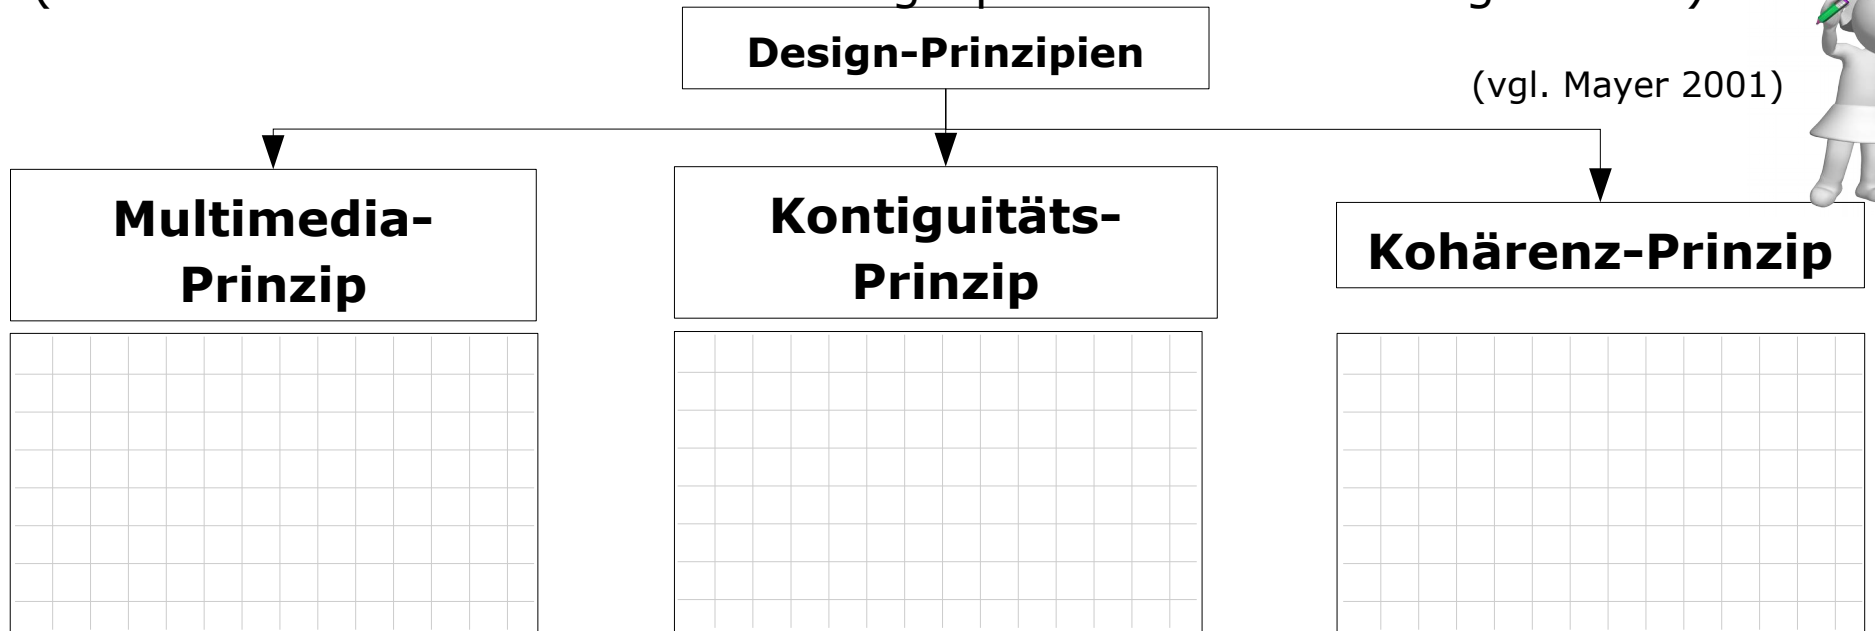 Design-Prinzipien
(vgl. Mayer 2001)
Multimedia-
Prinzip
Kontiguitäts-
Prinzip
Kohärenz-Prinzip